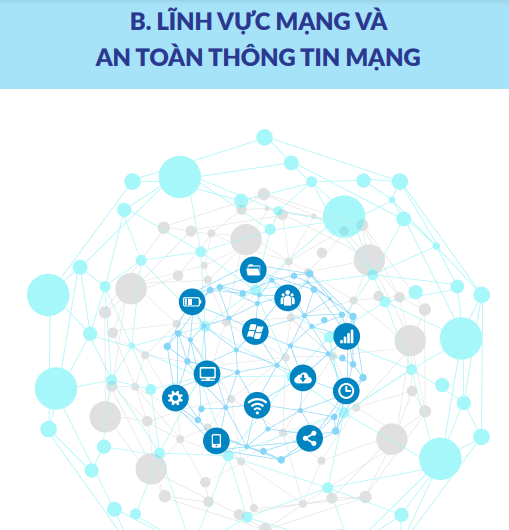 B. LĨNH VỰC MẠNG VÀ
AN TOÀN THÔNG TIN MẠNG